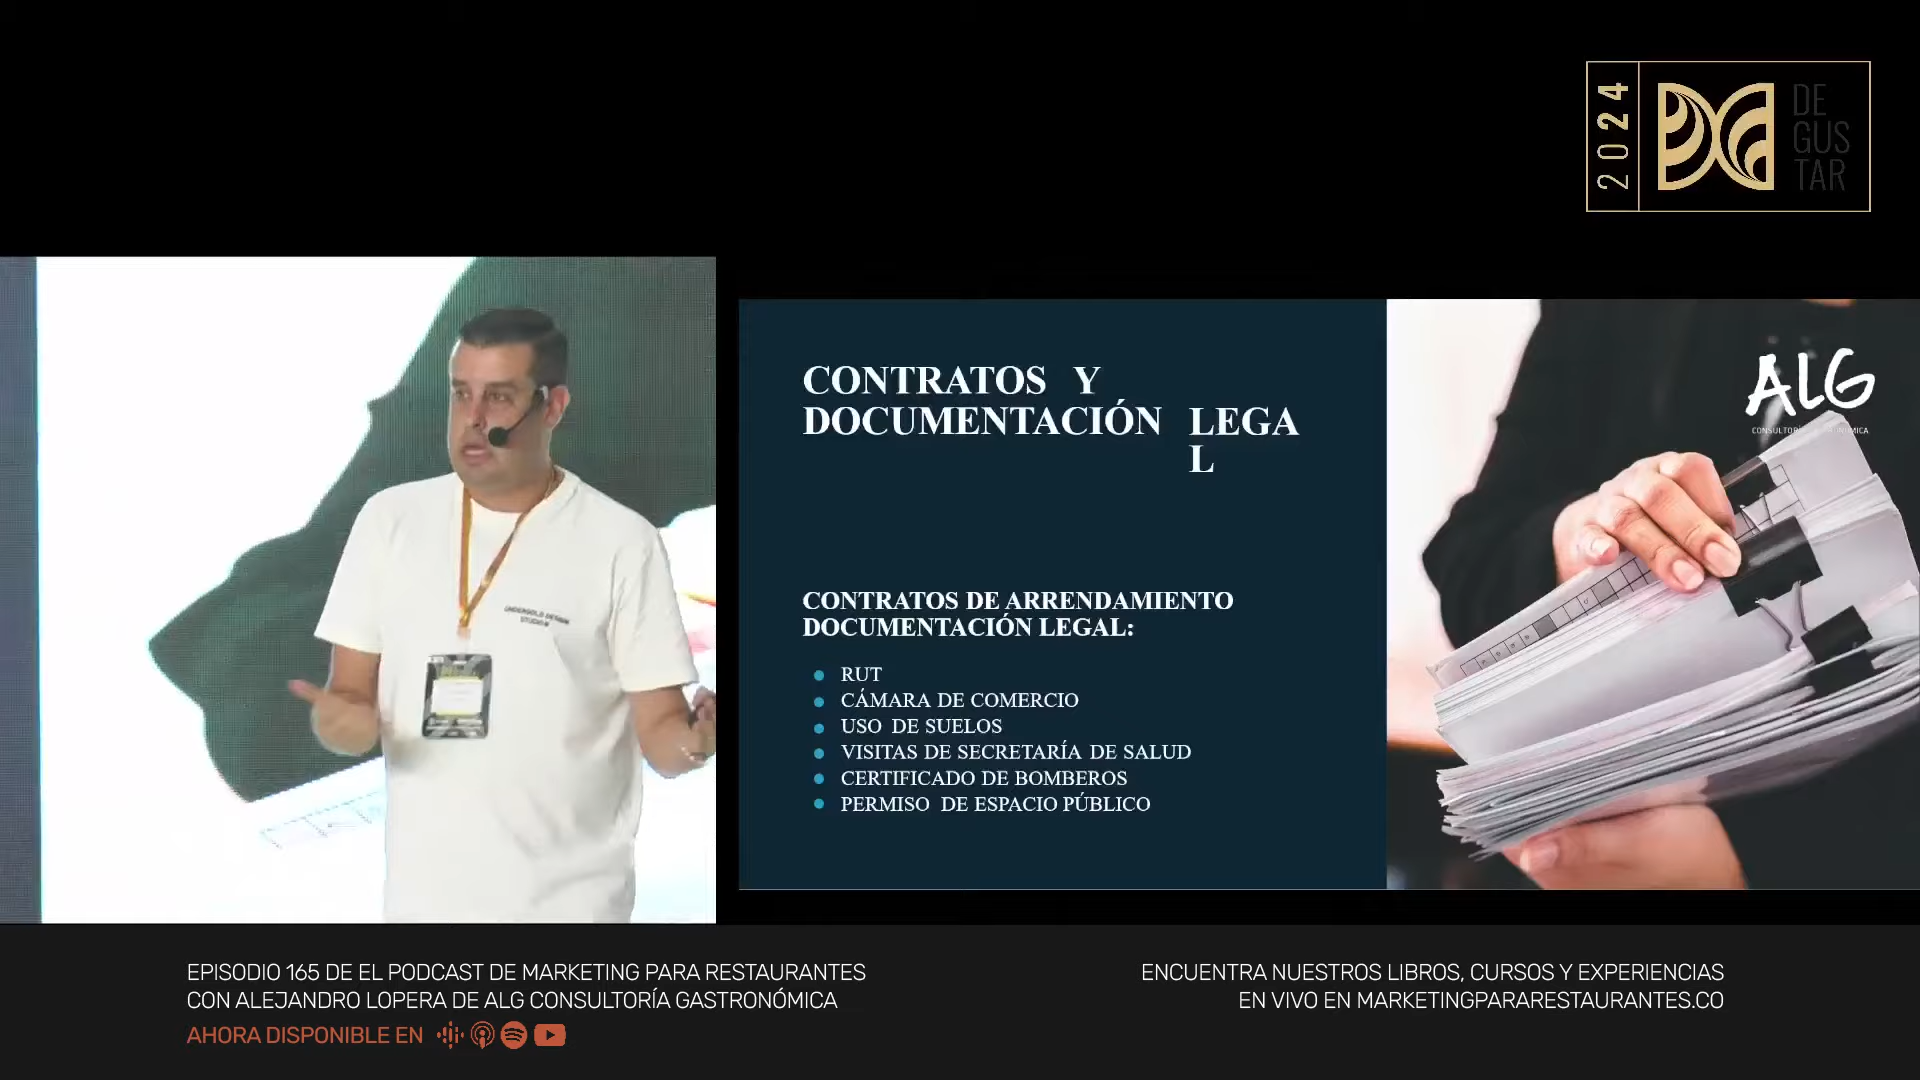 2024
DE
GUS
TAR
CONTRATOS Y
DOCUMENTACIÓN LEGA
L
ALG
CONTRATOS DE ARRENDAMIENTO
DOCUMENTACIÓN LEGAL:
RUT
CÁMARA DE COMERCIO
USO DE SUELOS
VISITAS DE SECRETARÍA DE SALUD
CERTIFICADO DE BOMBEROS
PERMISO DE ESPACIO PÚBLICO
EPISODIO 165 DE EL PODCAST DE MARKETING PARA RESTAURANTES
CON ALEJANDRO LOPERA DE ALG CONSULTORÍA GASTRONÓMICA
AHORA DISPONIBLE EN
ENCUENTRA NUESTROS LIBROS, CURSOS Y EXPERIENCIAS
EN VIVO EN MARKETINGPARARESTAURANTES.CO